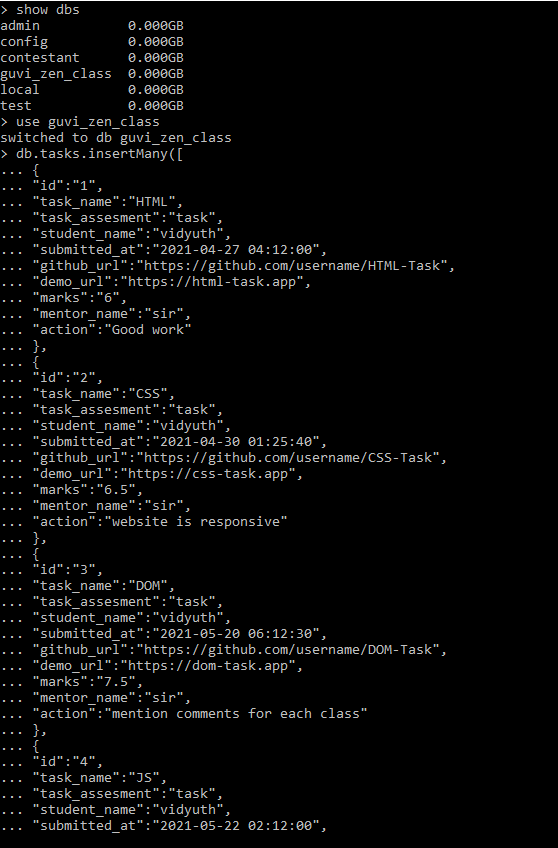 > show dbs
admin 0.000GB
config 0.000GB
contestant 0.000GB
guvi_zen_class 0.000GB
local 0.000GB
test 0.000GB
> use guvi_zen_class
switched to db guvi_zen_class
> db.tasks.insertMany([
... {
... "id":"1",
... "task_name":"HTML",
... "task_assesment":"task",
... "student_name":"vidyuth",
... "submitted_at":"2021-04-27 04:12:00",
... "github_url":"https://github.com/username/HTML-Task",
... "demo_url":"https://html-task.app",
... "marks":"6",
... "mentor_name":"sir",
... "action":"Good work"
... },
... {
... "id":"2",
... "task_name":"CSS",
... "task_assesment":"task",
... "student_name":"vidyuth",
... "submitted_at":"2021-04-30 01:25:40",
... "github_url":"https://github.com/username/CSS-Task",
... "demo_url":"https://css-task.app",
... "marks":"6.5",
... "mentor_name":"sir",
... "action":"website is responsive"
... },
... {
... "id":"3",
... "task_name":"DOM",
... "task_assesment":"task",
... "student_name":"vidyuth",
... "submitted_at":"2021-05-20 06:12:30",
... "github_url":"https://github.com/username/DOM-Task",
... "demo_url":"https://dom-task.app",
... "marks":"7.5",
... "mentor_name":"sir",
... "action":"mention comments for each class"
... },
... {
... "id":"4",
... "task_name":"JS",
... "task_assesment":"task",
... "student_name":"vidyuth",
... "submitted_at":"2021-05-22 02:12:00",